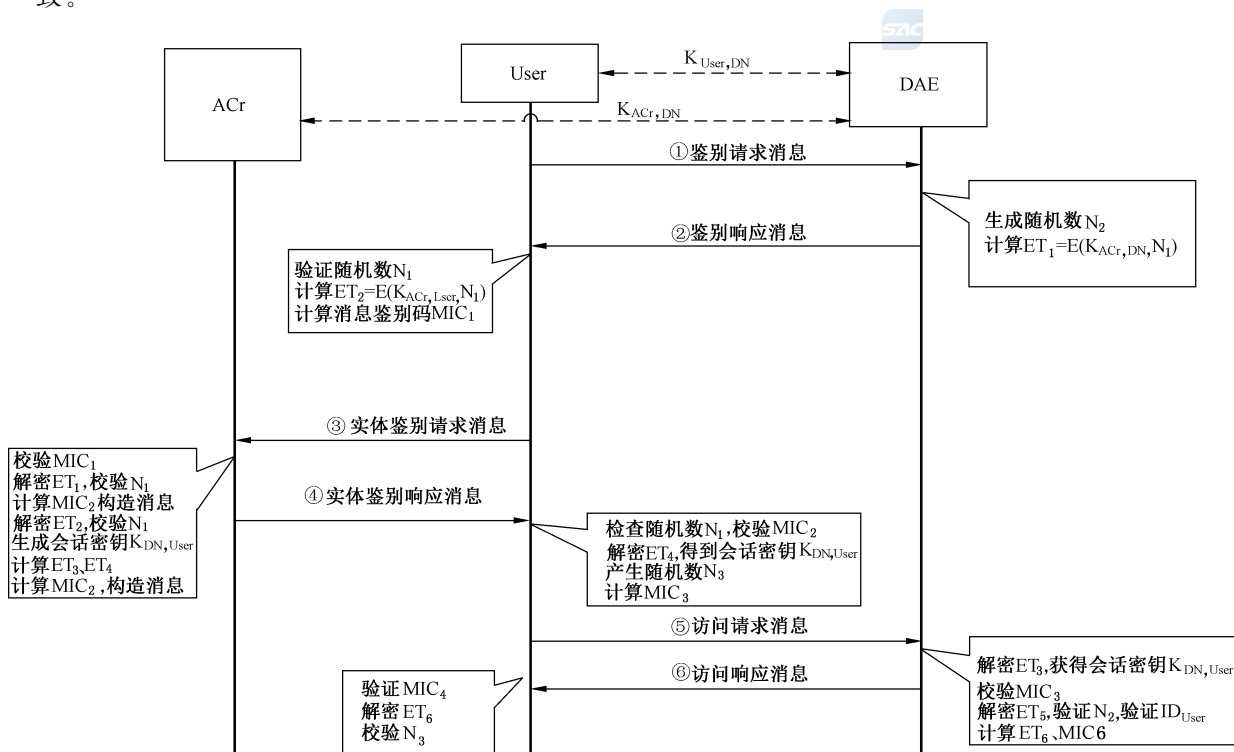 致。
SAC
ACr
User
DAE
K User,DN
K ACr,DN
①鉴别请求消息
生成随机数N2
计算ET1=E(KACr,DN,N1)
②鉴别响应消息
验证随机数N1
计算ET2=E(KACr,Lser,N1)
计算消息鉴别码MIC1
③ 实体鉴别请求消息
校验MIC1
解密ET1,校验N1
计算MIC2构造消息
解密ET2,校验N1
生成会话密钥KDN,User
计算ET3、ET4
计算MIC2,构造消息
④实体鉴别响应消息
检查随机数N1,校验MIC2
解密ET4,得到会话密钥KDN,User
产生随机数N3
计算MIC3
⑤访问请求消息
解密ET3,获得会话密钥KDN,User
校验MIC3
解密ET5,验证N2,验证IDUser
计算ET6、MIC6
⑥访问响应消息
验证MIC4
解密ET6
校验N3